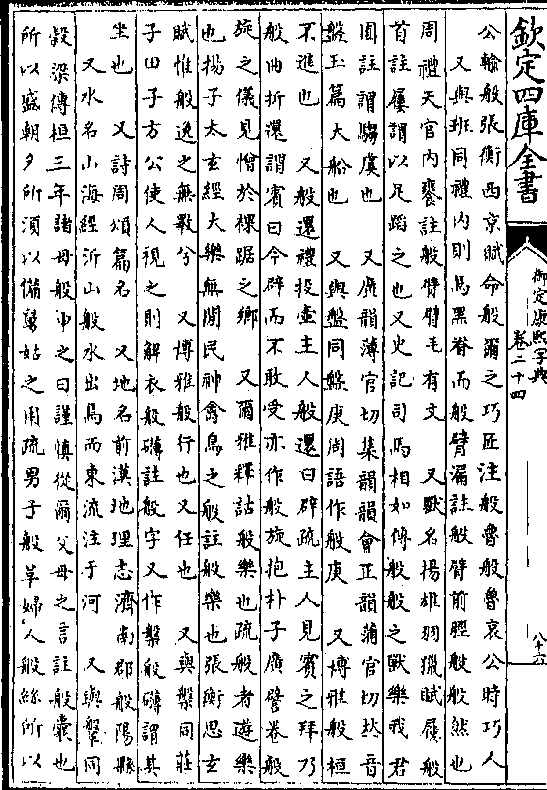 欽定四庫全書
御定康熙字典
卷二十四
八十六
公輸般張衡西京賦命般爾之巧匠注般魯般魯哀公時巧人
又與班同禮內則馬黑脊而般臂漏註般臂前脛般般然也
周禮天官內饔註般臂臂毛有文　又獸名揚雄羽獵賦屨般
首註屨謂以足蹈之也又史記司馬相如傳般般之獸樂我君
囿註謂騶虞也　又廣韻薄官切集韻韻會正韻蒲官切𠀤音
盤玉篇大船也　又與盤同盤庚周語作般庚　又博雅般桓
不進也　又般還禮投壺主人般還曰辟疏主人見賓之拜乃
般曲折還謂賓曰今辟而不敢受亦作般旋抱朴子廣譬卷般
旋之儀見憎於裸踞之鄉　又爾雅釋詁般樂也疏般者遊樂
也揚子太玄經大樂無閒民神禽鳥之般註般樂也張衡思玄
賦惟般逸之無斁兮　又博雅般行也又任也　又與槃同莊
子田子方公使人視之則解衣般礴註般字又作槃般礴謂其
坐也　又詩周頌篇名　又地名前漢地理志濟南郡般陽縣
又水名山海經沂山般水出焉而東流注于河　又與鞶同
穀梁傳桓三年諸母般申之曰謹慎從爾父母之言註般囊也
所以盛朝夕所須以備舅姑之用疏男子般革婦人般絲所以